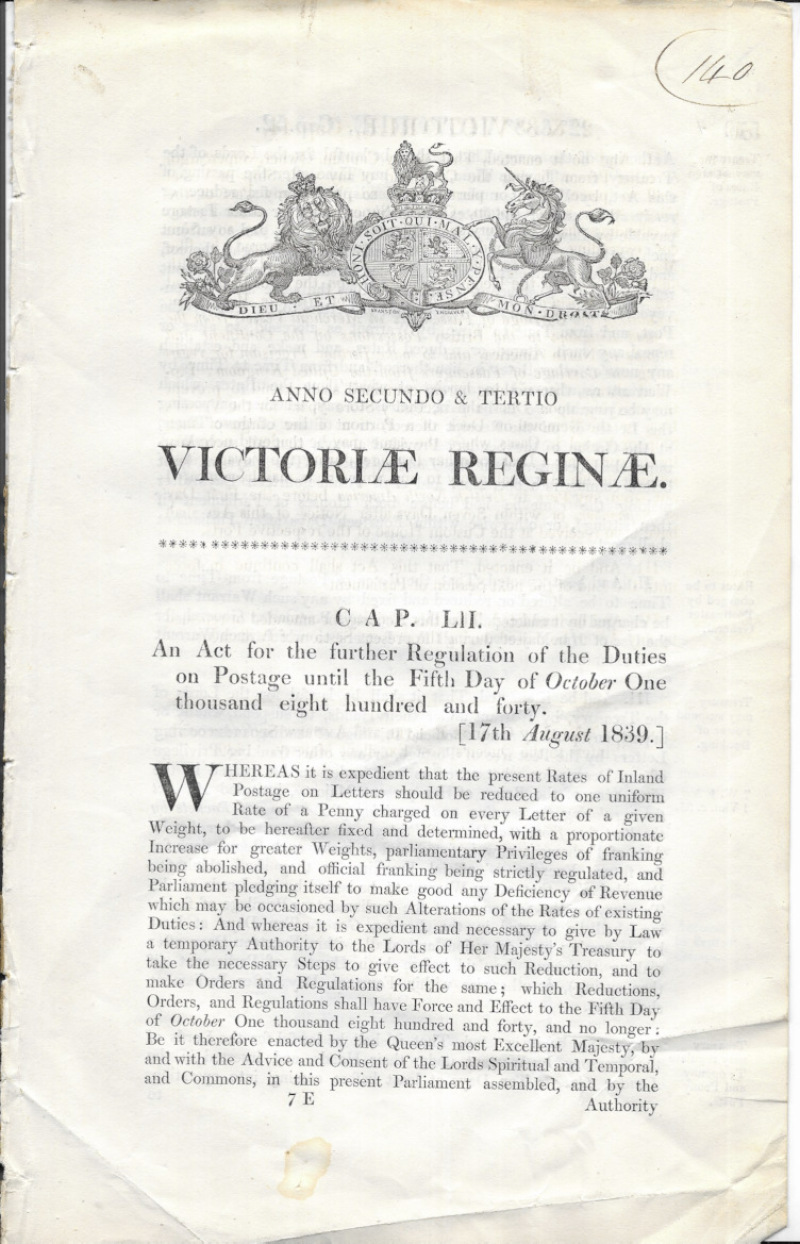 140
HONI · SOIT · QUI · MAL · Y · PENSE
DIEU · ET
MON · DROIT
ANNO SECUNDO & TERTIO
VICTORIÆ REGINÆ.
CAP. LII.
An Act for the further Regulation of the Duties
on Postage until the Fifth Day of October One
thousand eight hundred and forty.
[17th August 1839.]
WHEREAS it is expedient that the present Rates of Inland
Postage on Letters should be reduced to one uniform
Rate of a Penny charged on every Letter of a given
Weight, to be hereafter fixed and determined, with a proportionate
Increase for greater Weights, parliamentary Privileges of franking
being abolished, and official franking being strictly regulated, and
Parliament pledging itself to make good any Deficiency of Revenue
which may be occasioned by such Alterations of the Rates of existing
Duties: And whereas it is expedient and necessary to give by Law
a temporary Authority to the Lords of Her Majesty's Treasury to
take the necessary Steps to give effect to such Reduction, and to
make Orders and Regulations for the same; which Reductions,
Orders, and Regulations shall have Force and Effect to the Fifth Day
of October One thousand eight hundred and forty, and no longer:
Be it therefore enacted by the Queen's most Excellent Majesty, by
and with the Advice and Consent of the Lords Spiritual and Temporal,
and Commons, in this present Parliament assembled, and by the
7 E
Authority